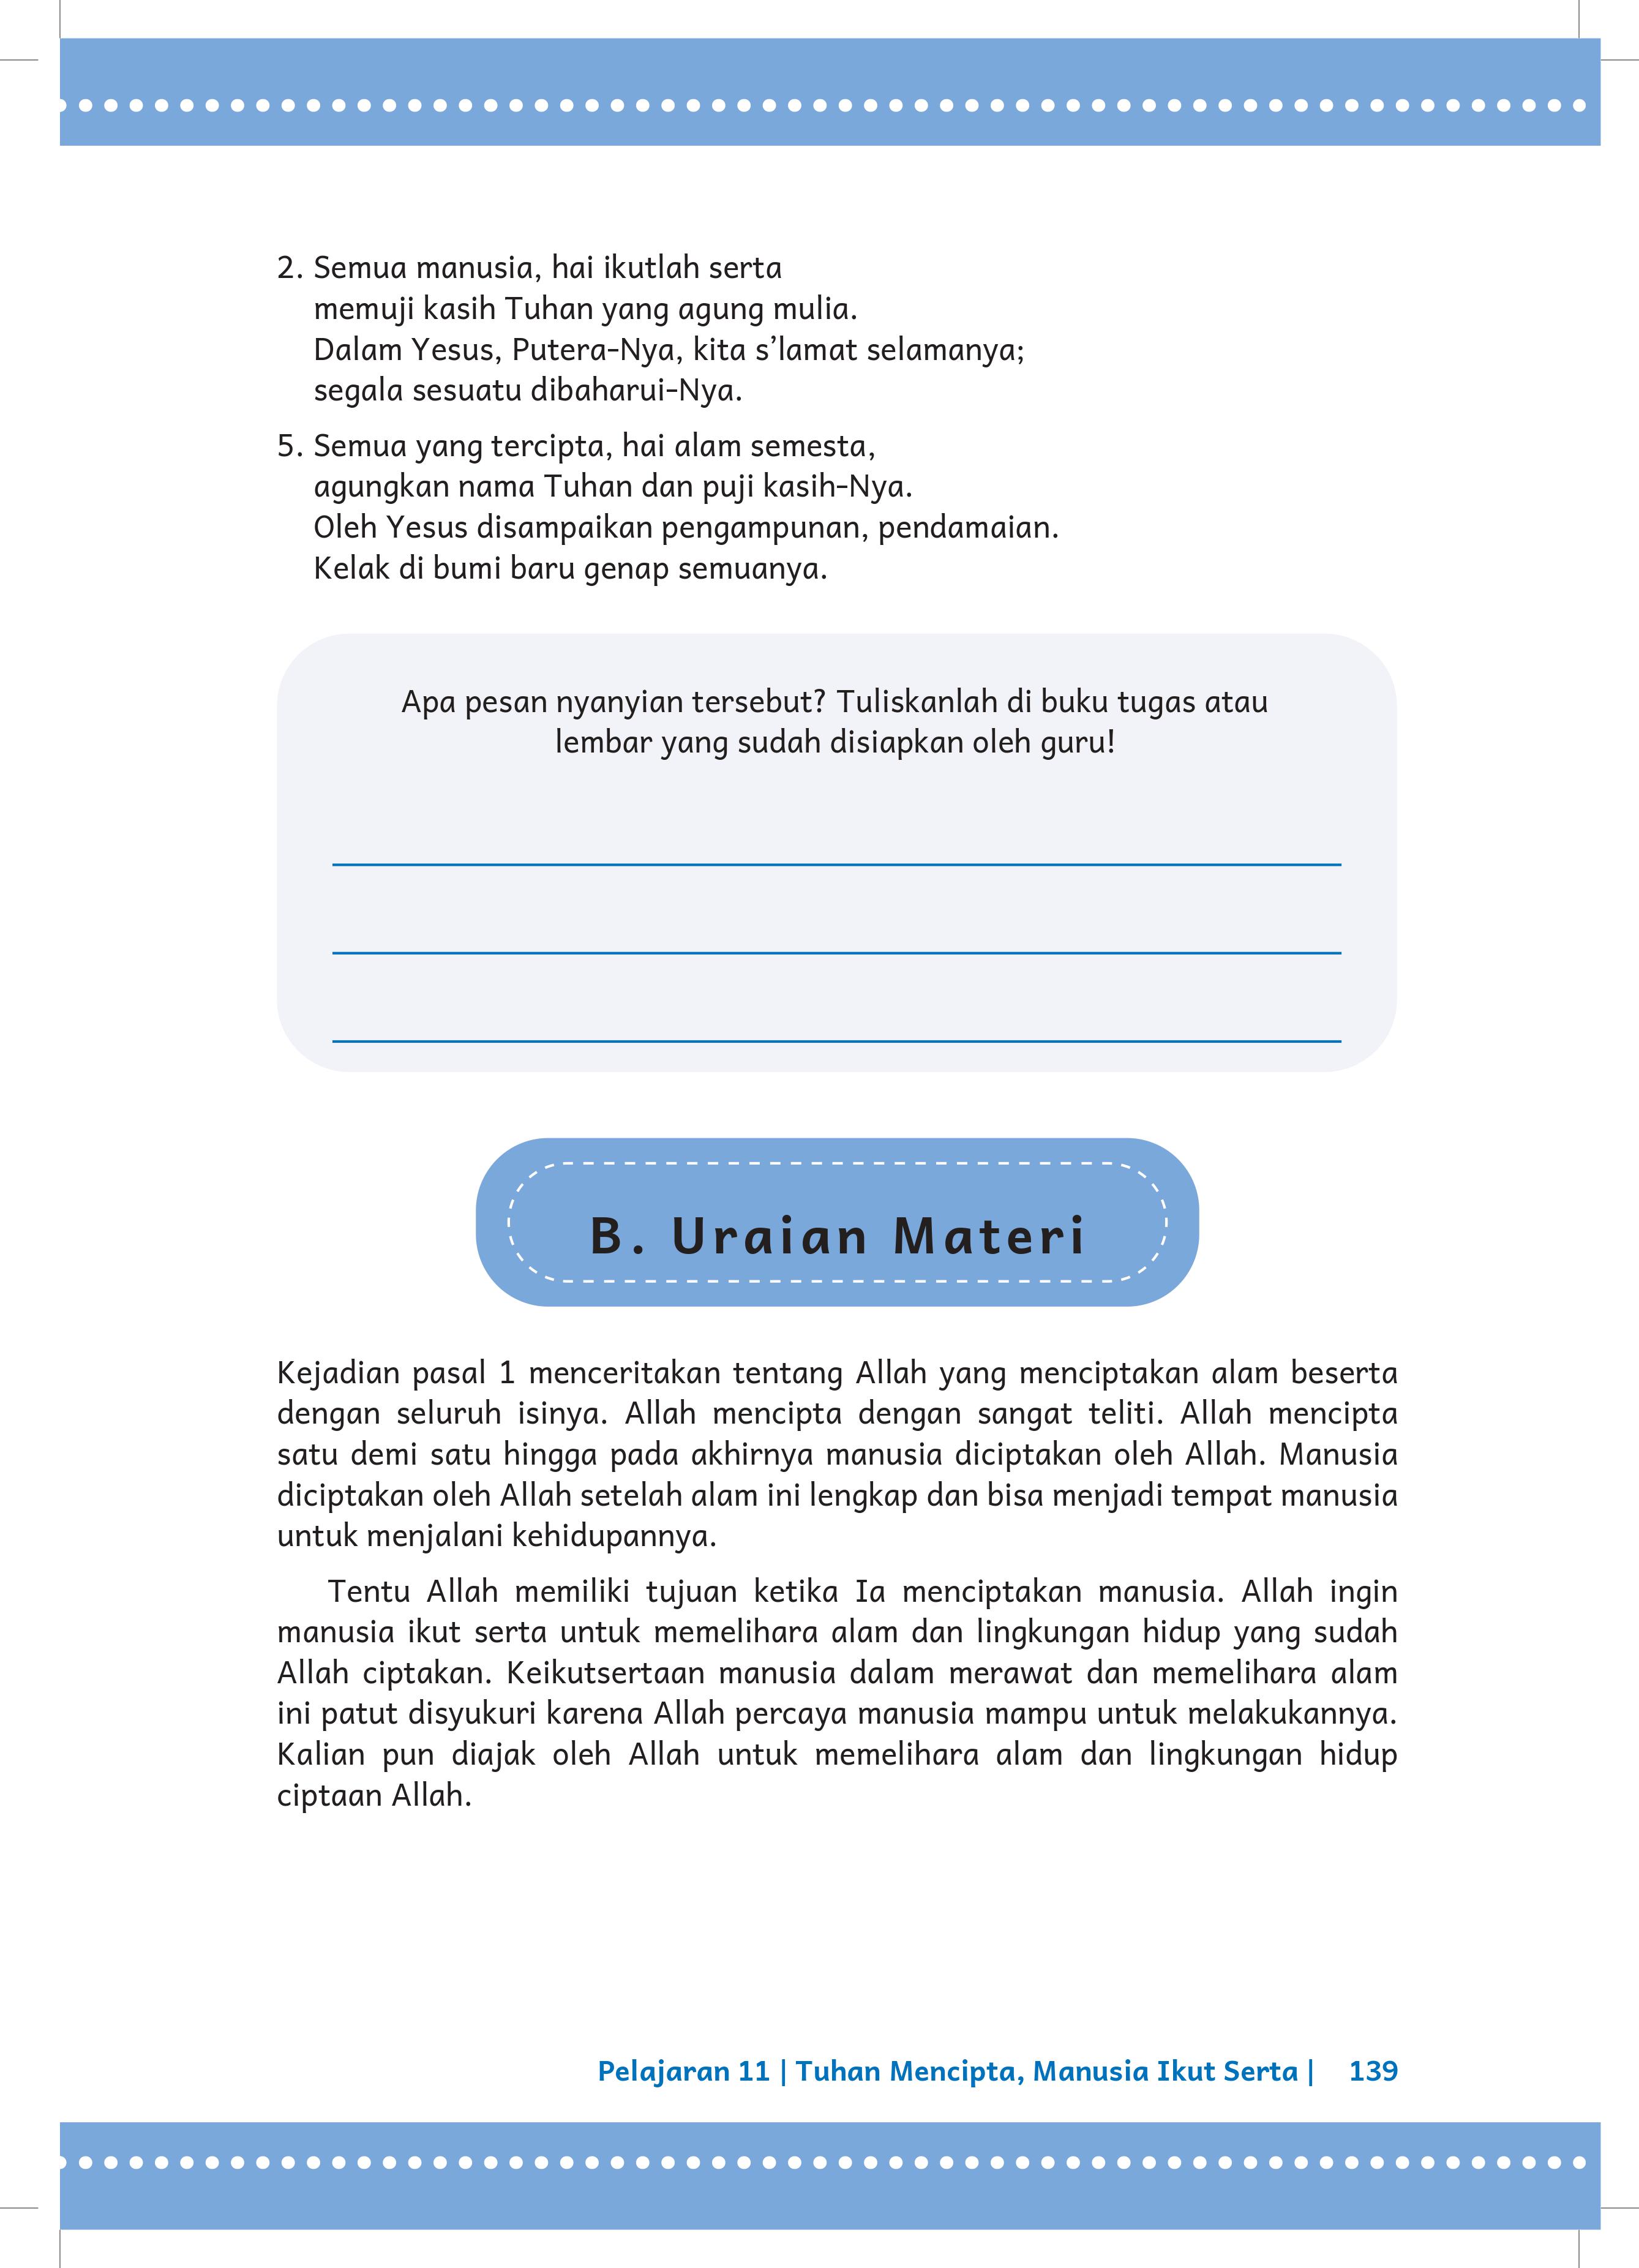 2. Semua manusia, hai ikutlah serta
memuji kasih Tuhan yang agung mulia.
Dalam Yesus, Putera-Nya, kita s’lamat selamanya;
segala sesuatu dibaharui-Nya.
5. Semua yang tercipta, hai alam semesta,
agungkan nama Tuhan dan puji kasih-Nya.
Oleh Yesus disampaikan pengampunan, pendamaian.
Kelak di bumi baru genap semuanya.
Apa pesan nyanyian tersebut? Tuliskanlah di buku tugas atau
lembar yang sudah disiapkan oleh guru!
B. Uraian Materi
Kejadian pasal 1 menceritakan tentang Allah yang menciptakan alam beserta
dengan seluruh isinya. Allah mencipta dengan sangat teliti. Allah mencipta
satu demi satu hingga pada akhirnya manusia diciptakan oleh Allah. Manusia
diciptakan oleh Allah setelah alam ini lengkap dan bisa menjadi tempat manusia
untuk menjalani kehidupannya.
Tentu Allah memiliki tujuan ketika Ia menciptakan manusia. Allah ingin
manusia ikut serta untuk memelihara alam dan lingkungan hidup yang sudah
Allah ciptakan. Keikutsertaan manusia dalam merawat dan memelihara alam
ini patut disyukuri karena Allah percaya manusia mampu untuk melakukannya.
Kalian pun diajak oleh Allah untuk memelihara alam dan lingkungan hidup
ciptaan Allah.
Pelajaran 11 | Tuhan Mencipta, Manusia Ikut Serta | 139